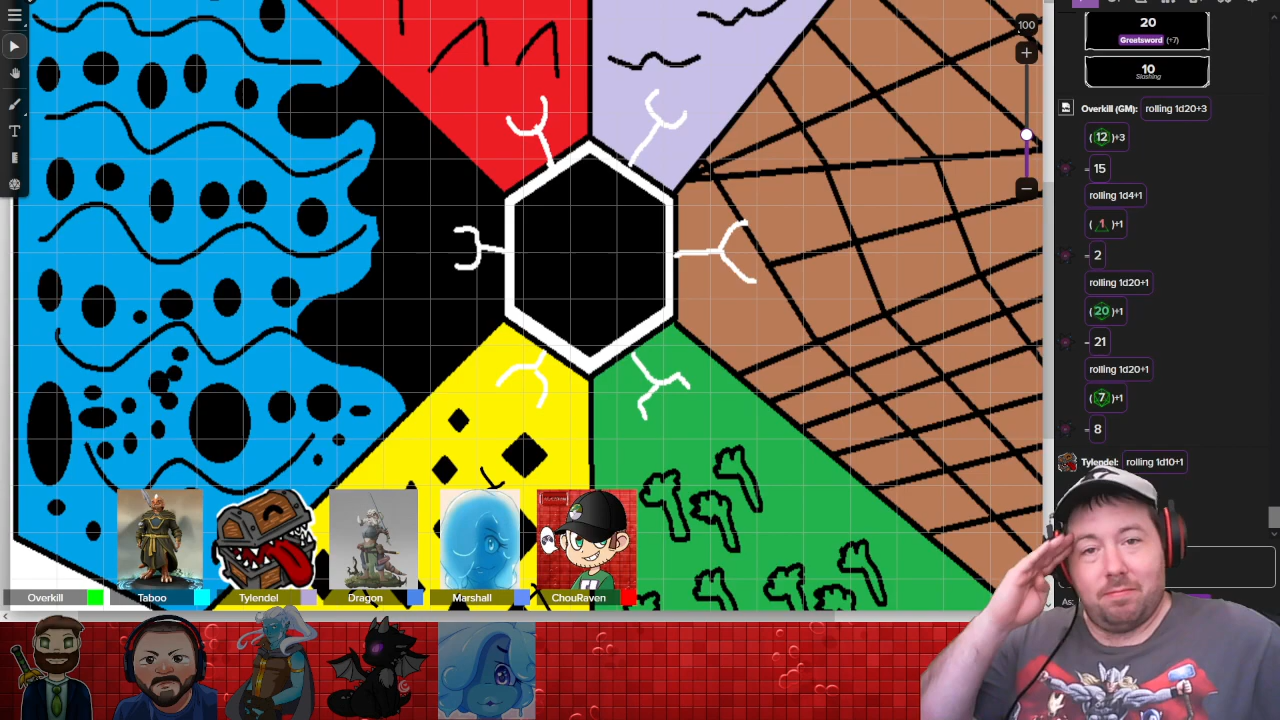 100
20
Greatsword (+7)
10
Slashing
Overkill (GM): rolling 1d20+3
(12)+3
= 15
rolling 1d4+1
(1)+1
= 2
rolling 1d20+1
(20)+1
= 21
rolling 1d20+1
(7)+1
= 8
Tylendel: rolling 1d10+1
As:
Overkill
Taboo
Tylendel
Dragon
Marshall
ChouRaven